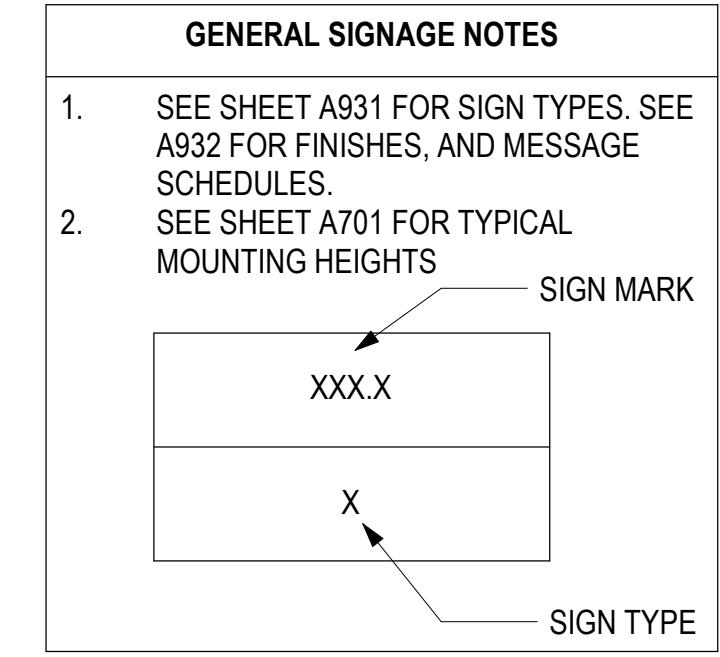 GENERAL SIGNAGE NOTES
1. SEE SHEET A931 FOR SIGN TYPES. SEE
A932 FOR FINISHES, AND MESSAGE
SCHEDULES.
2. SEE SHEET A701 FOR TYPICAL
MOUNTING HEIGHTS
SIGN MARK
XXX.X
X
SIGN TYPE